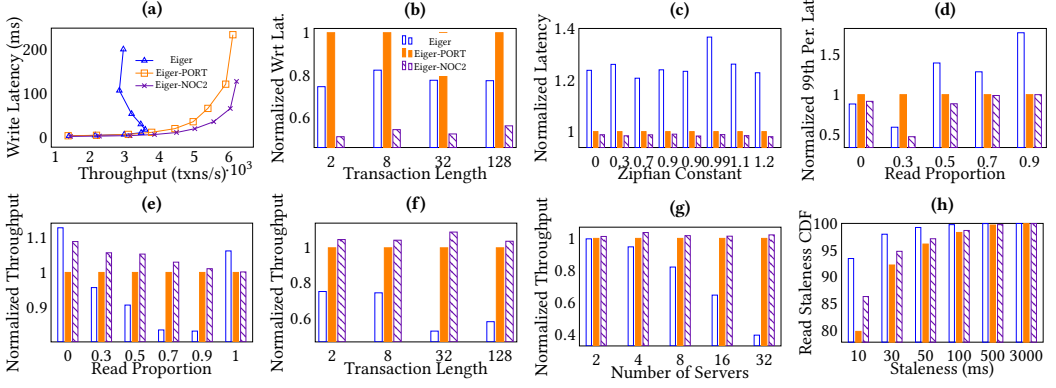 (a)
Write Latency (ms)
200
100
0
Eiger
Eiger-PORT
Eiger-NOC2
1 2 3 4 5 6
Throughput (txns/s) ·10³
(b)
Normalized Wrt Lat.
1
0.8
0.6
Eiger
Eiger-PORT
Eiger-NOC2
2 8 32 128
Transaction Length
(c)
Normalized Latency
1.4
1.2
1
0 0.3 0.7 0.9 0.9 0.99 1.1 1.2
Zipfian Constant
(d)
Normalized 99th Per. Lat
1.5
1
0.5
0 0.3 0.5 0.7 0.9
Read Proportion
(e)
Normalized Throughput
1.1
1
0.9
0 0.3 0.5 0.7 0.9 1
Read Proportion
(f)
Normalized Throughput
1
0.8
0.6
0.4
2 8 32 128
Transaction Length
(g)
Normalized Throughput
1
0.8
0.6
0.4
2 4 8 16 32
Number of Servers
(h)
Read Staleness CDF
100
95
90
85
80
10 30 50 100 500 3000
Staleness (ms)